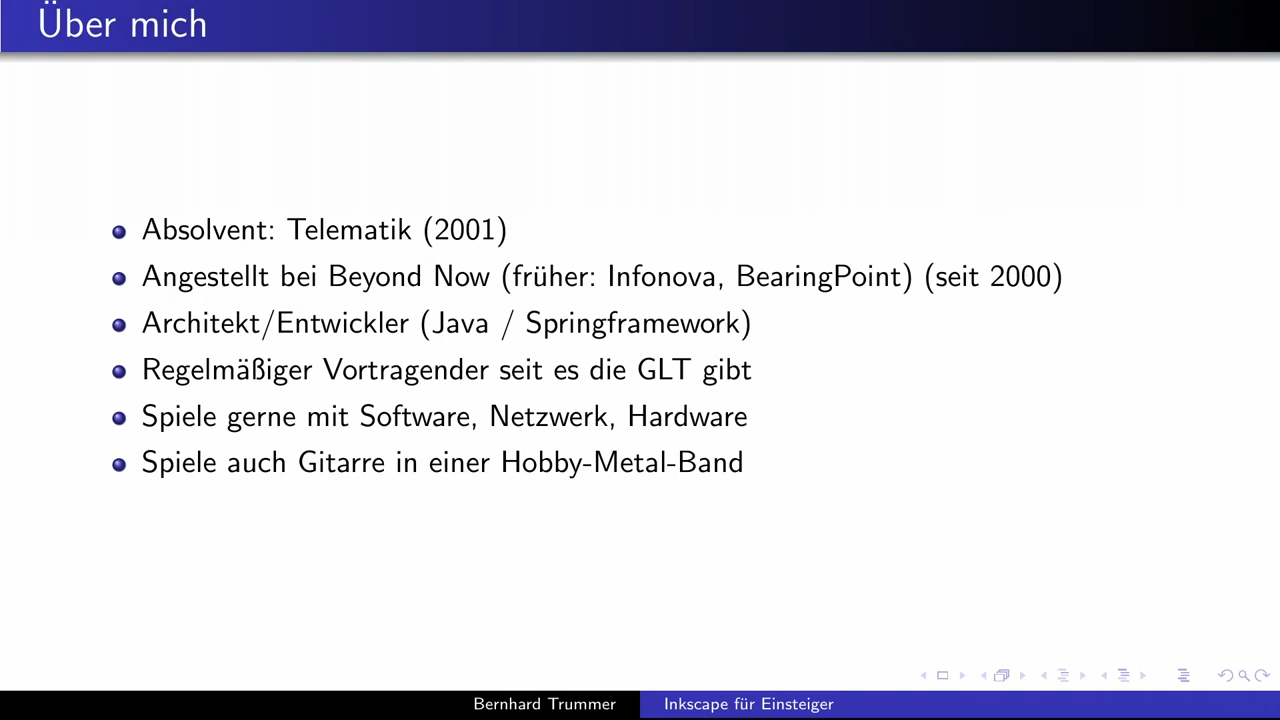 Über mich
Absolvent: Telematik (2001)
Angestellt bei Beyond Now (früher: Infonova, BearingPoint) (seit 2000)
Architekt/Entwickler (Java / Springframework)
Regelmäßiger Vortragender seit es die GLT gibt
Spiele gerne mit Software, Netzwerk, Hardware
Spiele auch Gitarre in einer Hobby-Metal-Band
Bernhard Trummer
Inkscape für Einsteiger